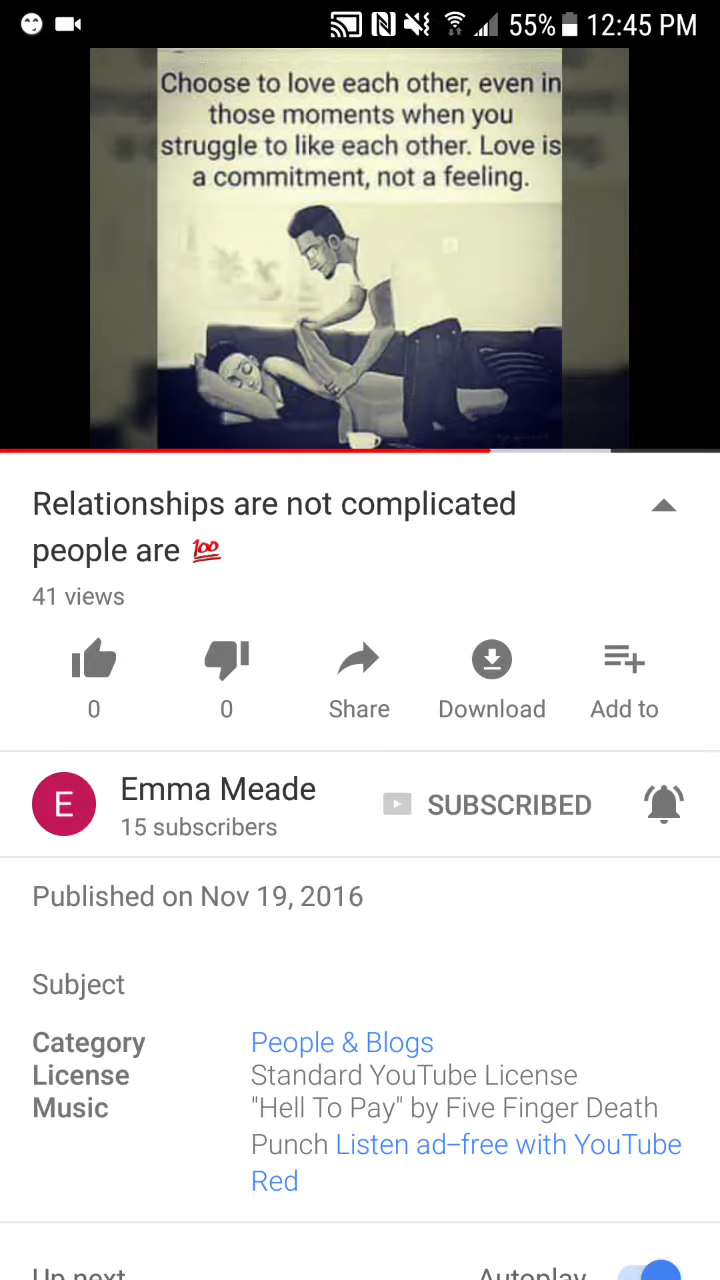 55% 12:45 PM
Choose to love each other, even in
those moments when you
struggle to like each other. Love is
a commitment, not a feeling.
Relationships are not complicated
people are 💯
41 views
0 0 Share Download Add to
E Emma Meade SUBSCRIBED
15 subscribers
Published on Nov 19, 2016
Subject
Category People & Blogs
License Standard YouTube License
Music "Hell To Pay" by Five Finger Death
Punch Listen ad-free with YouTube
Red
Up next Autoplay